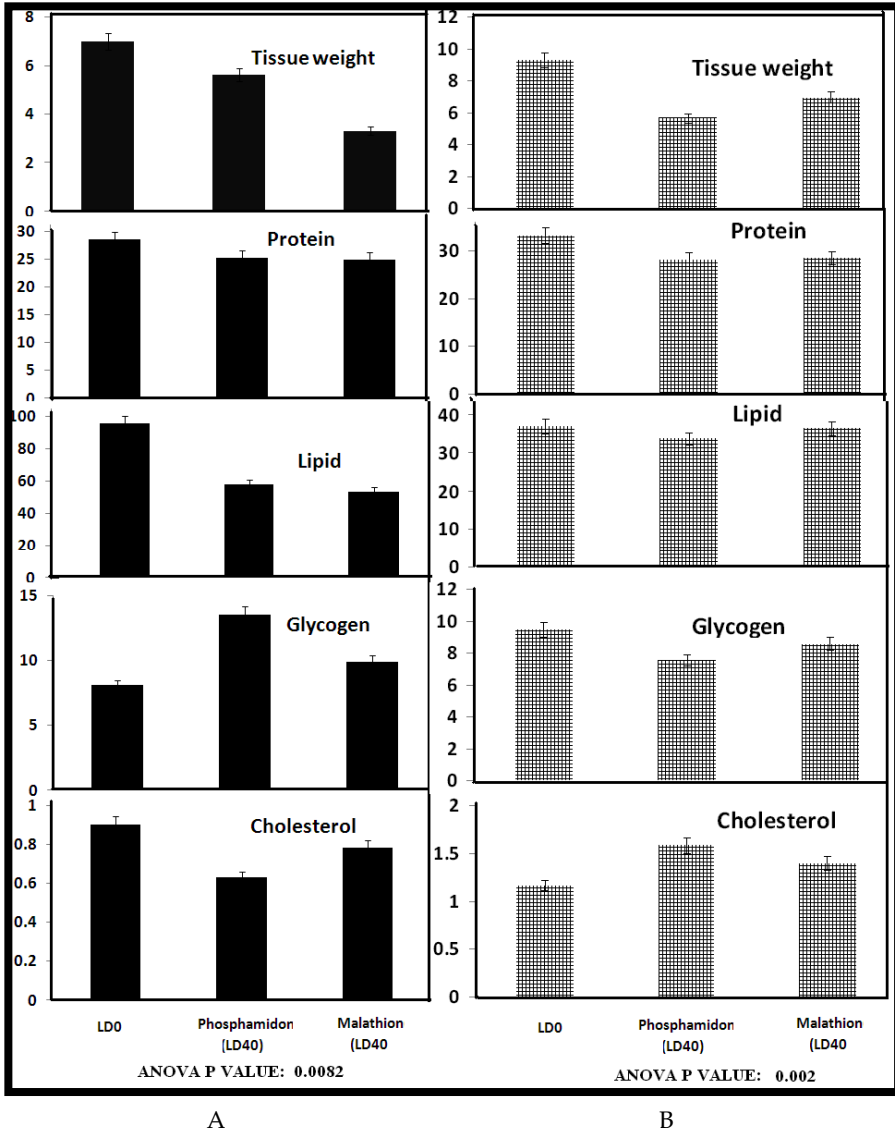 8
6
4
2
0
Tissue weight
30
25
20
15
10
5
0
Protein
100
80
60
40
20
0
Lipid
15
10
5
0
Glycogen
1
0.8
0.6
0.4
0.2
0
Cholesterol
LD0
Phosphamidon
(LD40)
Malathion
(LD40
ANOVA P VALUE: 0.0082
A
12
10
8
6
4
2
0
Tissue weight
30
20
10
0
Protein
40
30
20
10
0
Lipid
12
10
8
6
4
2
0
Glycogen
2
1.5
1
0.5
0
Cholesterol
LD0
Phosphamidon
(LD40)
Malathion
(LD40
ANOVA P VALUE: 0.002
B